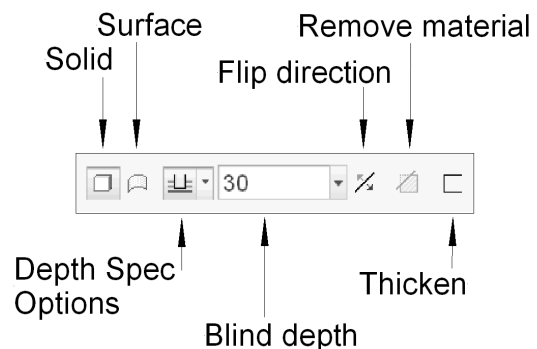 Surface
Remove material
Solid
Flip direction
30
Depth Spec
Options
Thicken
Blind depth